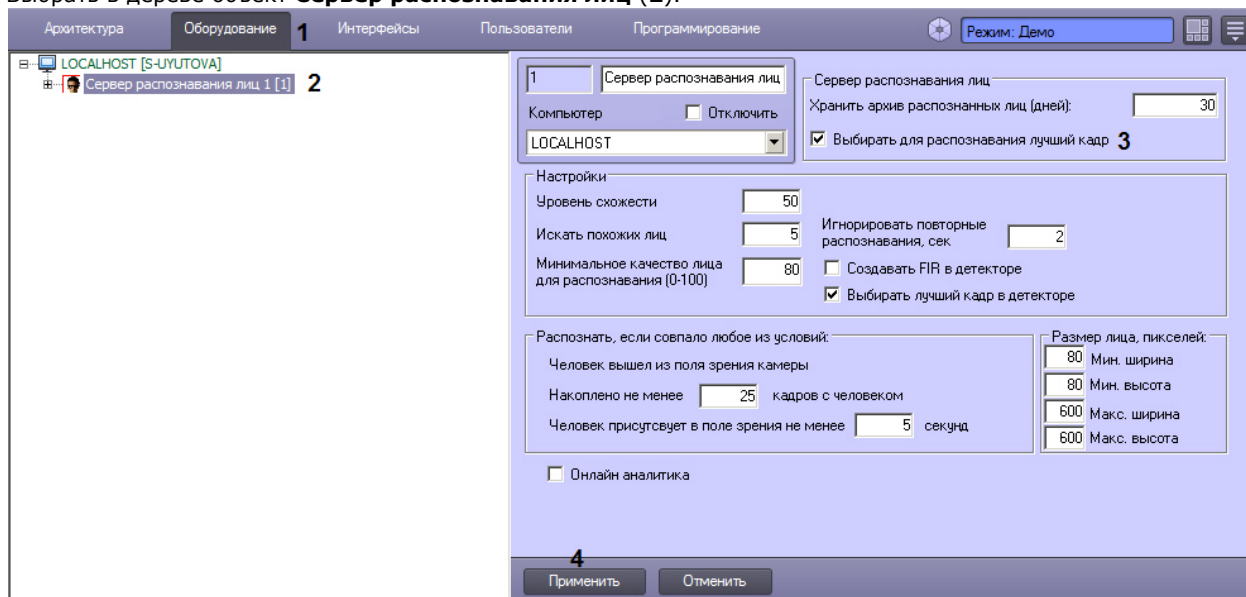 Выбрать в дереве объект Сервер распознавания лиц (2).
Архитектура Оборудование 1 Интерфейсы Пользователи Программирование Режим: Демо
LOCALHOST [S-UYUTOVA]
Сервер распознавания лиц 1 [1] 2
1 Сервер распознавания лиц
Компьютер Отключить
LOCALHOST
Сервер распознавания лиц
Хранить архив распознанных лиц (дней): 30
Выбирать для распознавания лучший кадр 3
Настройки
Уровень схожести 50
Искать похожих лиц 5
Минимальное качество лица
для распознавания (0-100) 80
Игнорировать повторные
распознавания, сек 2
Создавать FIR в детекторе
Выбирать лучший кадр в детекторе
Распознать, если совпало любое из условий:
Человек вышел из поля зрения камеры
Накоплено не менее 25 кадров с человеком
Человек присутсвует в поле зрения не менее 5 секунд
Размер лица, пикселей:
80 Мин. ширина
80 Мин. высота
600 Макс. ширина
600 Макс. высота
Онлайн аналитика
4
Применить Отменить